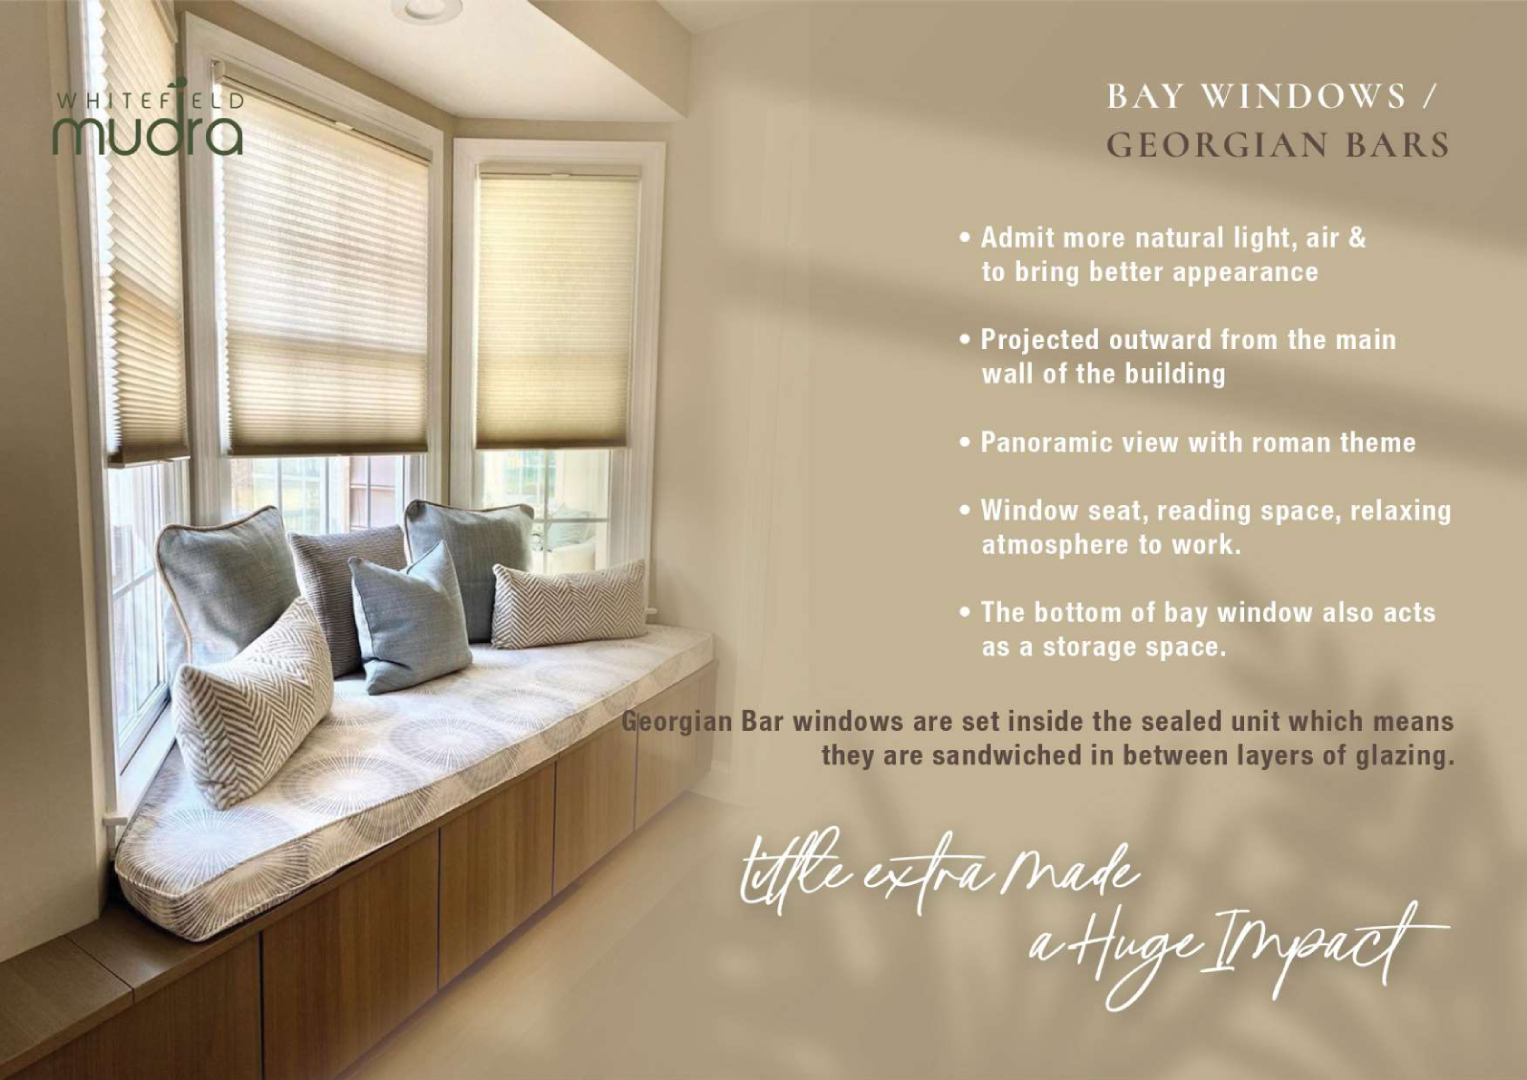 WHITEFIELD
mudra
BAY WINDOWS /
GEORGIAN BARS
• Admit more natural light, air &
to bring better appearance
• Projected outward from the main
wall of the building
• Panoramic view with roman theme
• Window seat, reading space, relaxing
atmosphere to work.
• The bottom of bay window also acts
as a storage space.
Georgian Bar windows are set inside the sealed unit which means
they are sandwiched in between layers of glazing.
Little extra Made
a Huge Impact